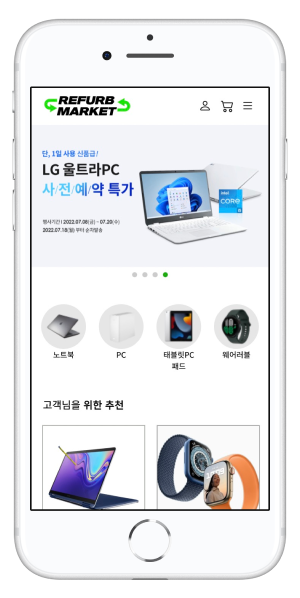 REFURB
MARKET
단, 1일 사용 신품급!
LG 울트라PC
사/전/예/약 특가
행사기간 : 2022.07.08(금) ~ 07.20(수)
2022.07.18(월) 부터 순차발송
intel
CORE
노트북
PC
태블릿PC
패드
웨어러블
고객님을 위한 추천